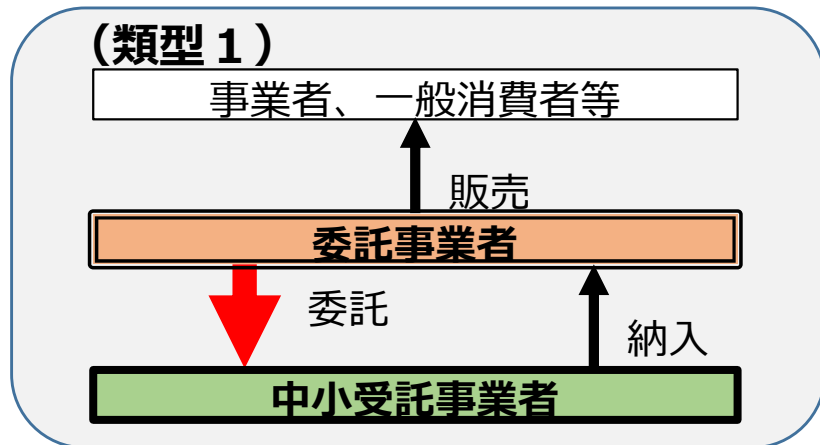 （類型１）
事業者、一般消費者等
販売
委託事業者
委託
納入
中小受託事業者